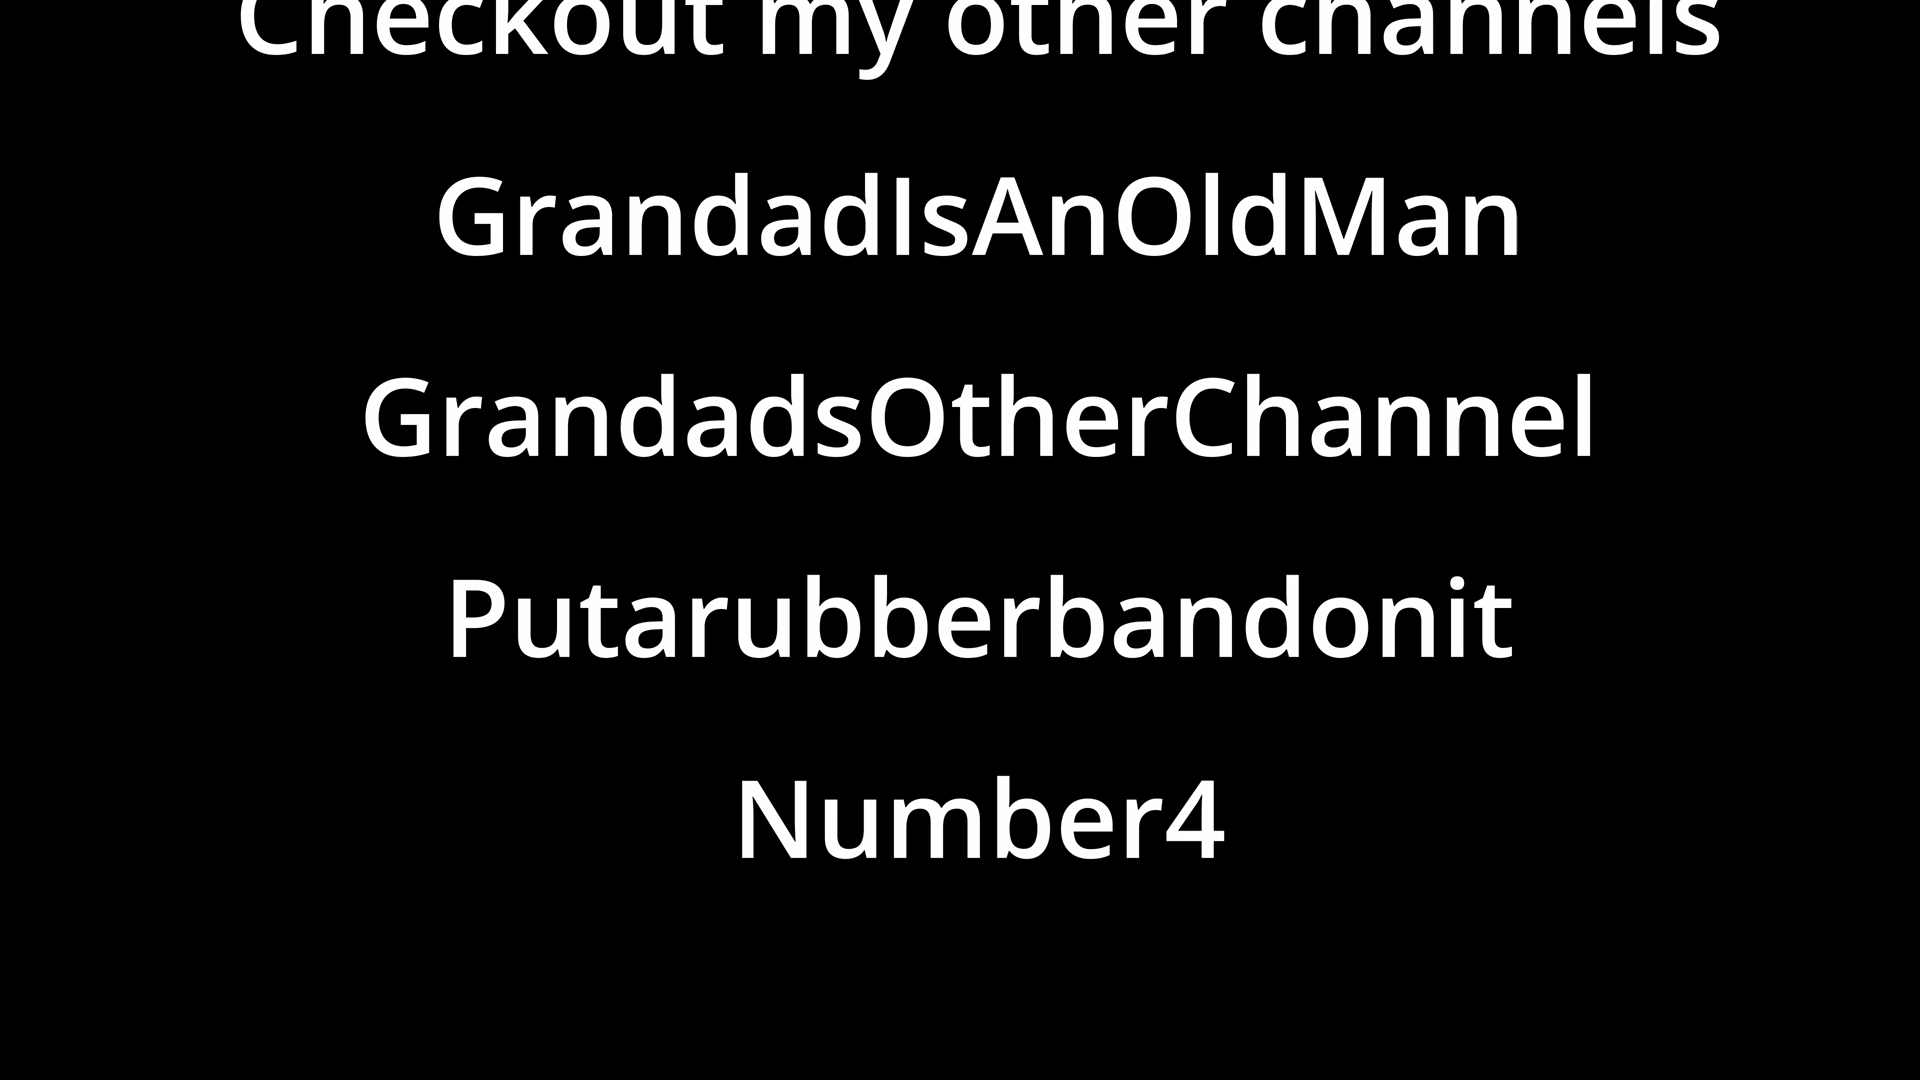 Checkout my other channels
GrandadIsAnOldMan
GrandadsOtherChannel
Putarubberbandonit
Number4